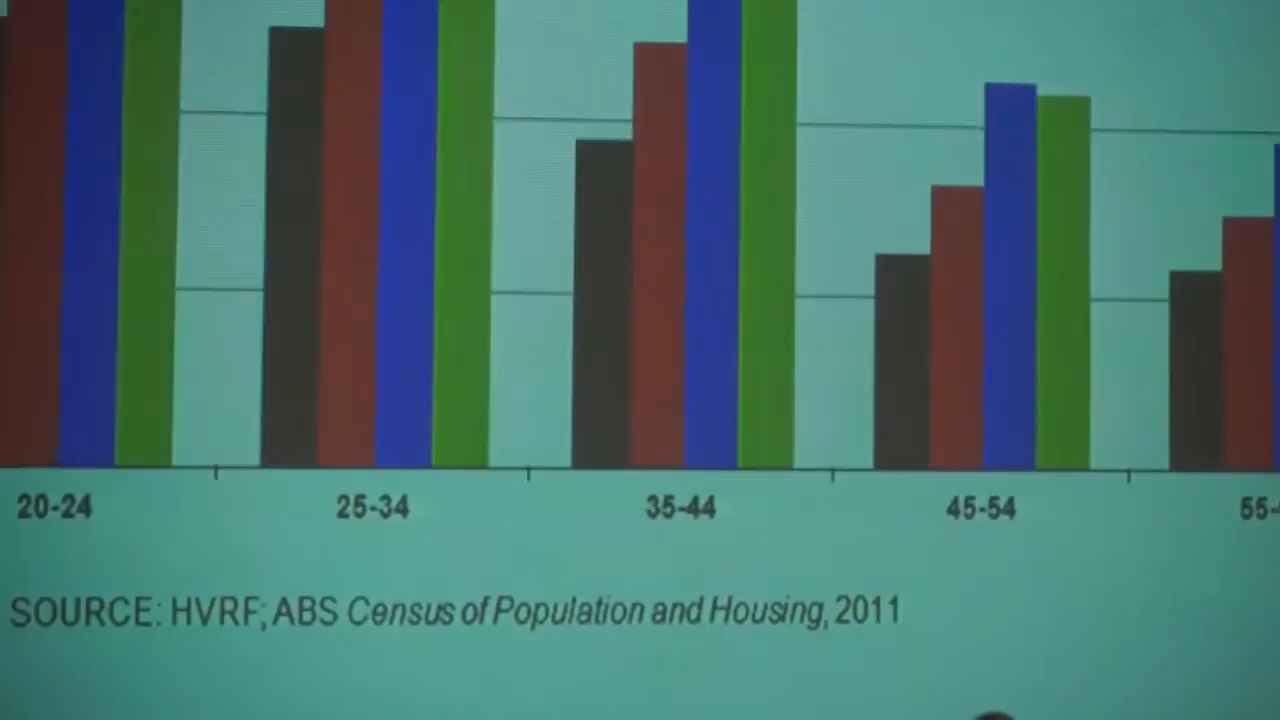 20-24 25-34 35-44 45-54
SOURCE: HVRF; ABS Census of Population and Housing, 2011